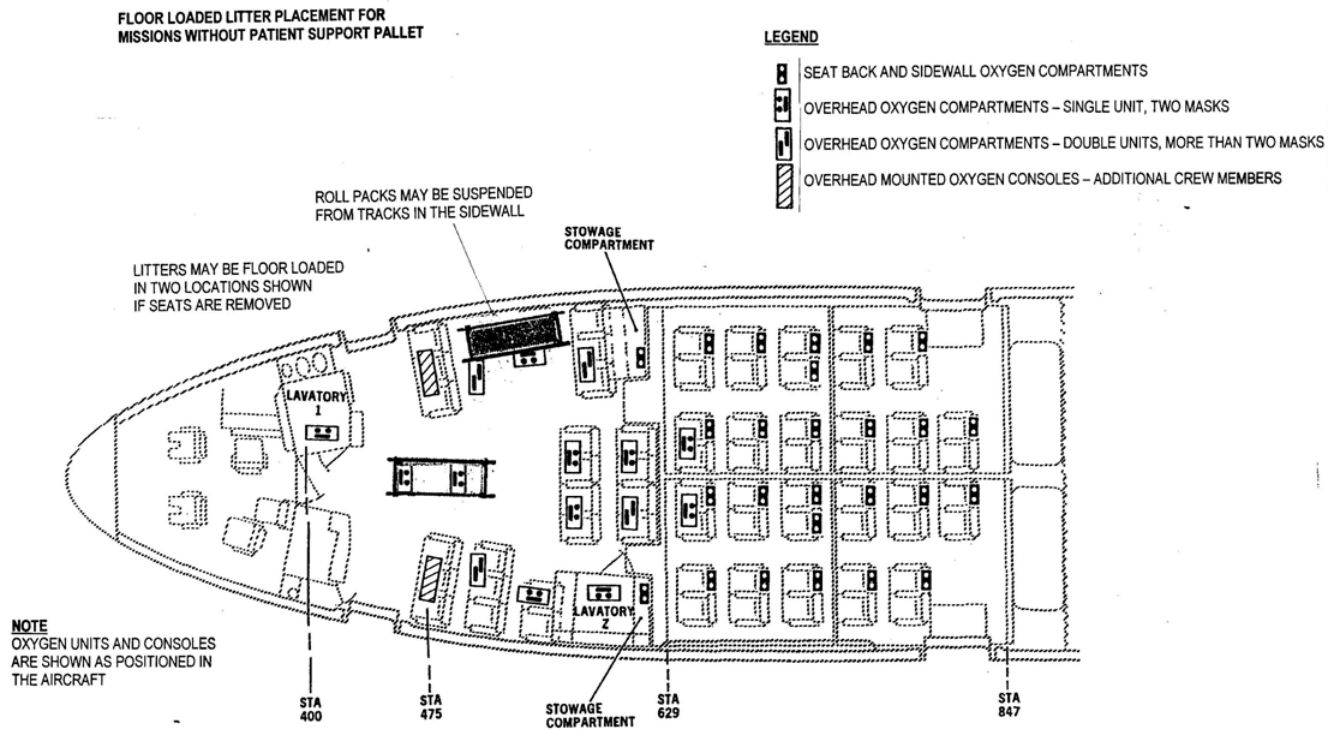 FLOOR LOADED LITTER PLACEMENT FOR
MISSIONS WITHOUT PATIENT SUPPORT PALLET
LEGEND
SEAT BACK AND SIDEWALL OXYGEN COMPARTMENTS
OVERHEAD OXYGEN COMPARTMENTS – SINGLE UNIT, TWO MASKS
OVERHEAD OXYGEN COMPARTMENTS – DOUBLE UNITS, MORE THAN TWO MASKS
OVERHEAD MOUNTED OXYGEN CONSOLES – ADDITIONAL CREW MEMBERS
ROLL PACKS MAY BE SUSPENDED
FROM TRACKS IN THE SIDEWALL
STOWAGE
COMPARTMENT
LITTERS MAY BE FLOOR LOADED
IN TWO LOCATIONS SHOWN
IF SEATS ARE REMOVED
LAVATORY
1
LAVATORY
2
NOTE
OXYGEN UNITS AND CONSOLES
ARE SHOWN AS POSITIONED IN
THE AIRCRAFT
STA
400
STA
475
STOWAGE
COMPARTMENT
STA
629
STA
847